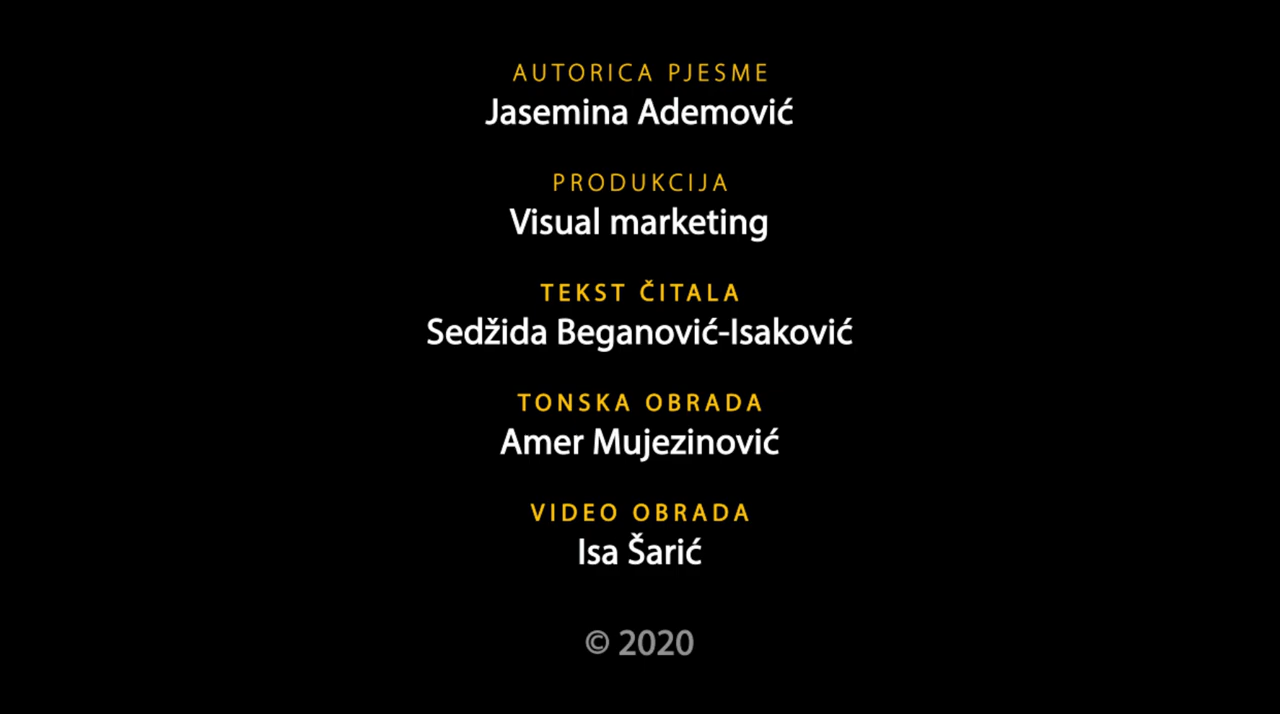 AUTORICA PJESME
Jasemina Ademović
PRODUKCIJA
Visual marketing
TEKST ČITALA
Sedžida Beganović-Isaković
TONSKA OBRADA
Amer Mujezinović
VIDEO OBRADA
Isa Šarić
© 2020